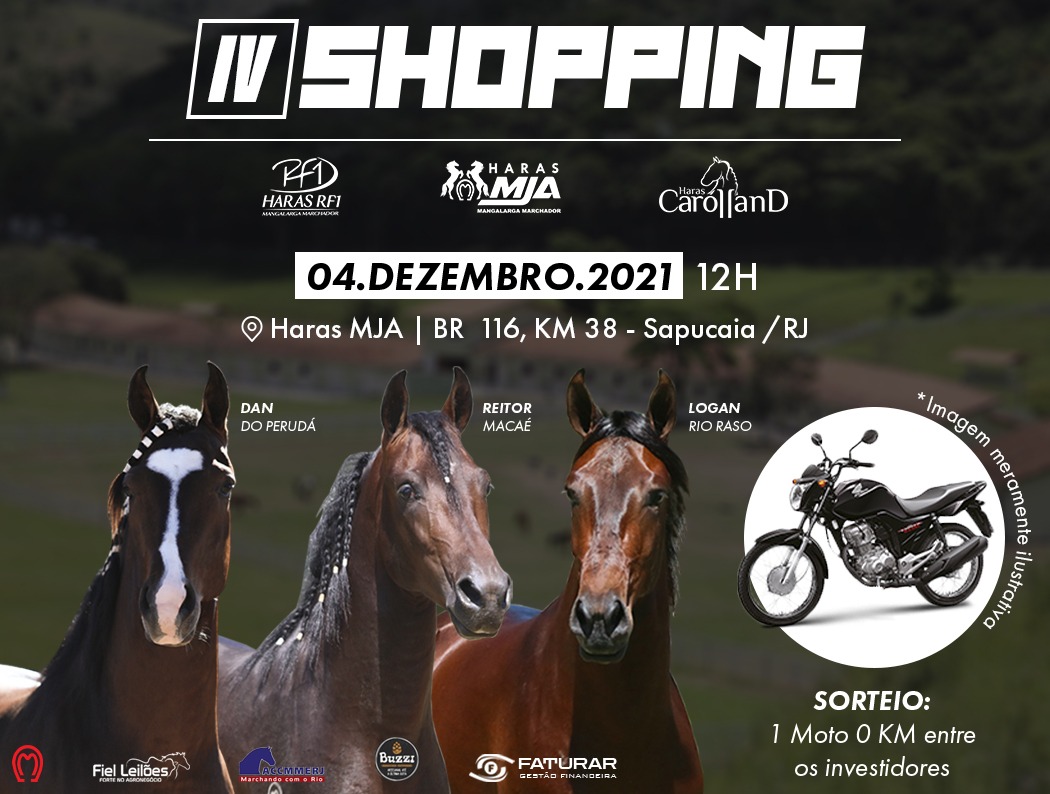 IV SHOPPING
RF1
HARAS RF1
MANGALARGA MARCHADOR
HARAS
MJA
MANGALARGA MARCHADOR
Haras
CarollanD
04.DEZEMBRO.2021 12H
Haras MJA | BR 116, KM 38 - Sapucaia /RJ
DAN
DO PERUDÁ
REITOR
MACAÉ
LOGAN
RIO RASO
*Imagem meramente ilustrativa
SORTEIO:
1 Moto 0 KM entre
os investidores
Fiel Leilões
FORTE NO AGRONEGÓCIO
ACCMMERJ
Marchando com o Rio
Buzzi
FATURAR
GESTÃO FINANCEIRA